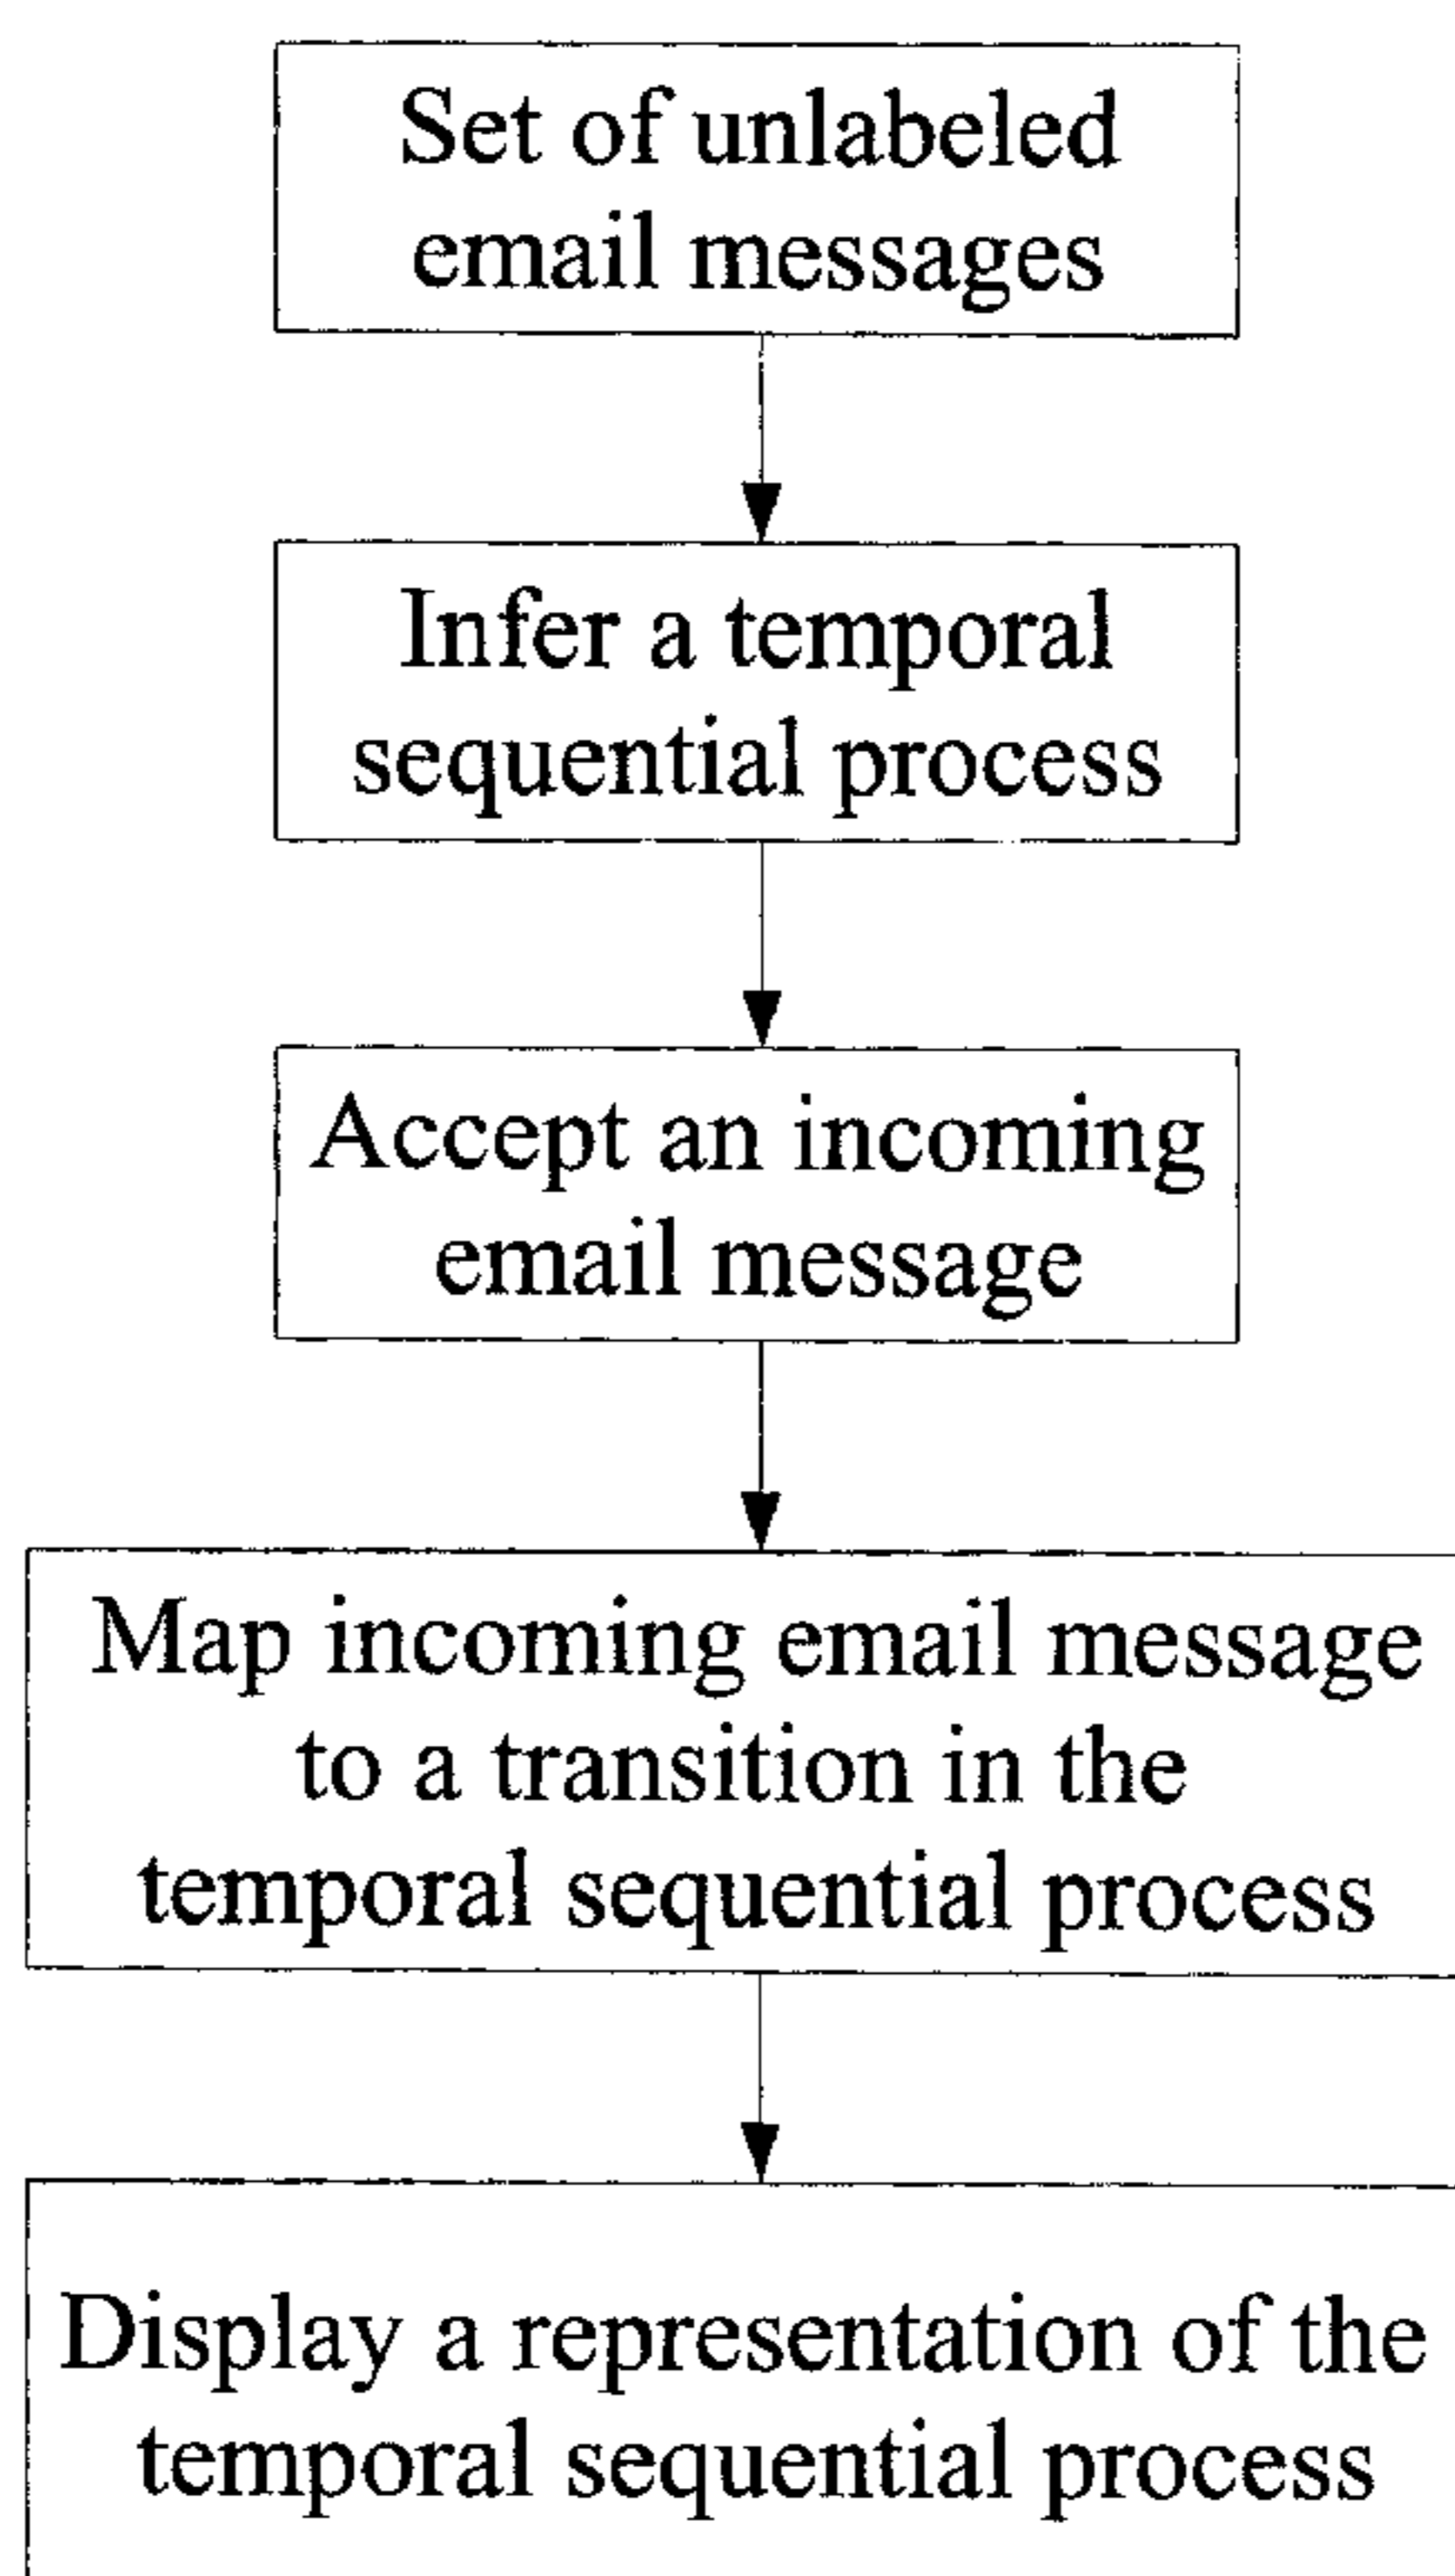 Set of unlabeled
email messages
Infer a temporal
sequential process
Accept an incoming
email message
Map incoming email message
to a transition in the
temporal sequential process
Display a representation of the
temporal sequential process